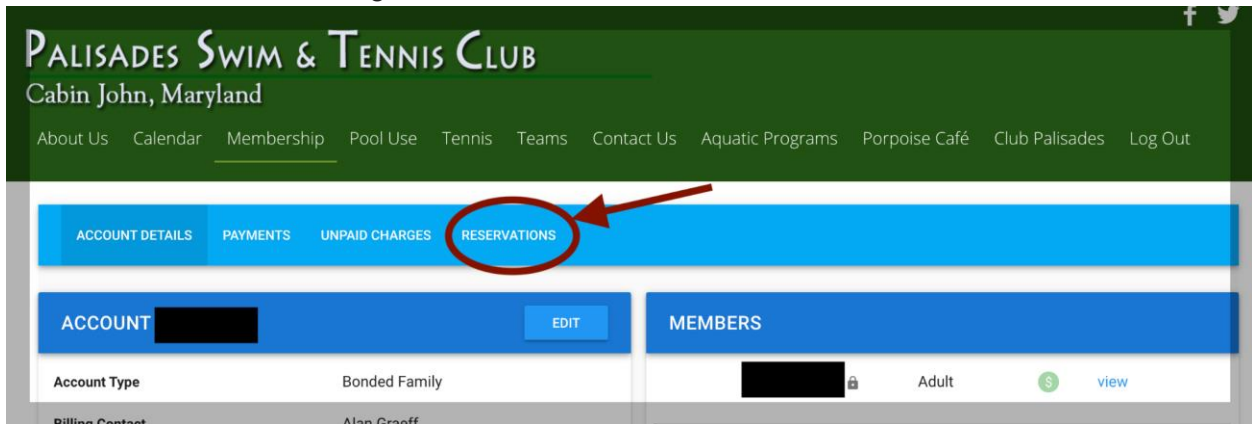 PALISADES SWIM & TENNIS CLUB
Cabin John, Maryland
About Us Calendar Membership Pool Use Tennis Teams Contact Us Aquatic Programs Porpoise Café Club Palisades Log Out
ACCOUNT DETAILS PAYMENTS UNPAID CHARGES RESERVATIONS
ACCOUNT EDIT MEMBERS
Account Type Bonded Family Adult $ view
Billing Contact Alan Graeff